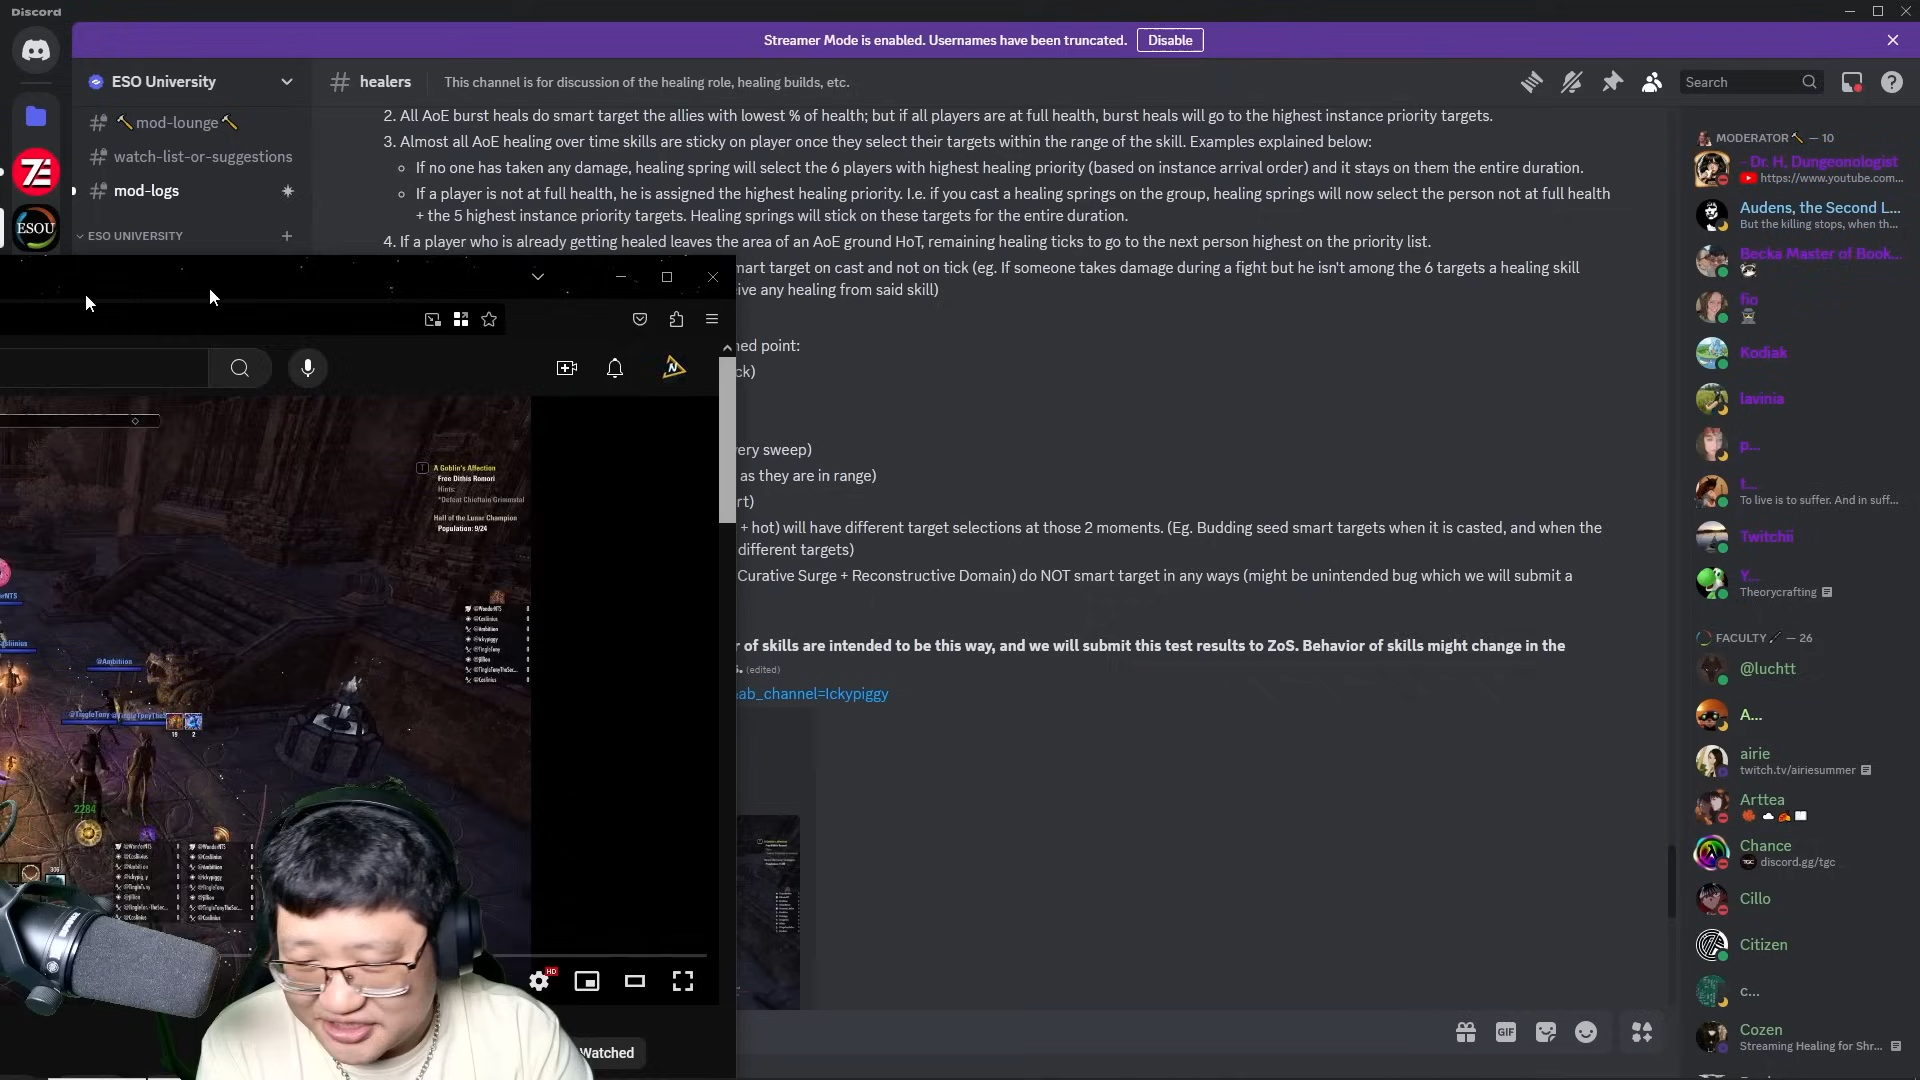 Discord
Streamer Mode is enabled. Usernames have been truncated.
Disable
ESO University
healers
This channel is for discussion of the healing role, healing builds, etc.
Search
mod-lounge
watch-list-or-suggestions
mod-logs
ESO UNIVERSITY
ESOU
2. All AoE burst heals do smart target the allies with lowest % of health; but if all players are at full health, burst heals will go to the highest instance priority targets.
3. Almost all AoE healing over time skills are sticky on player once they select their targets within the range of the skill. Examples explained below:
If no one has taken any damage, healing spring will select the 6 players with highest healing priority (based on instance arrival order) and it stays on them the entire duration.
If a player is not at full health, he is assigned the highest healing priority. I.e. if you cast a healing springs on the group, healing springs will now select the person not at full health
+ the 5 highest instance priority targets. Healing springs will stick on these targets for the entire duration.
4. If a player who is already getting healed leaves the area of an AoE ground HoT, remaining healing ticks to go to the next person highest on the priority list.
mart target on cast and not on tick (eg. If someone takes damage during a fight but he isn't among the 6 targets a healing skill
ive any healing from said skill)
ned point:
ck)
very sweep)
as they are in range)
rt)
+ hot) will have different target selections at those 2 moments. (Eg. Budding seed smart targets when it is casted, and when the
different targets)
Curative Surge + Reconstructive Domain) do NOT smart target in any ways (might be unintended bug which we will submit a
r of skills are intended to be this way, and we will submit this test results to ZoS. Behavior of skills might change in the
s. (edited)
ab_channel=Ickypiggy
A Goblin's Affection
Free Dithis Romori
Hints:
*Defeat Chieftain Grimmatal
Hall of the Lunar Champion
Population: 9/24
@Ambition
@TingleTony
19
2
2284
306
HD
Watched
GIF
MODERATOR — 10
- Dr. H, Dungeonologist
https://www.youtube.com...
Audens, the Second L...
But the killing stops, when th...
Becka Master of Book...
fio
Kodiak
lavinia
p...
t...
To live is to suffer. And in suff...
Twitchii
Y...
Theorycrafting
FACULTY — 26
@luchtt
A...
airie
twitch.tv/airiesummer
Arttea
Chance
discord.gg/tgc
Cillo
Citizen
c...
Cozen
Streaming Healing for Shr...